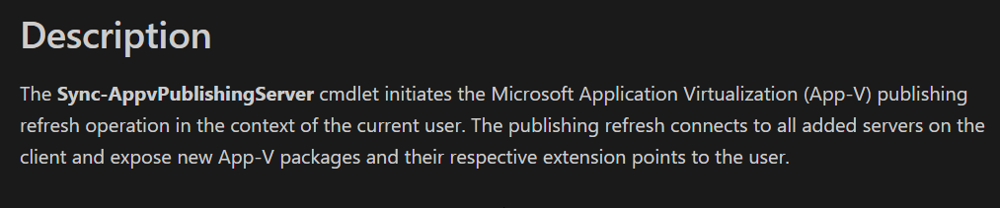 Description
The Sync-AppvPublishingServer cmdlet initiates the Microsoft Application Virtualization (App-V) publishing
refresh operation in the context of the current user. The publishing refresh connects to all added servers on the
client and expose new App-V packages and their respective extension points to the user.